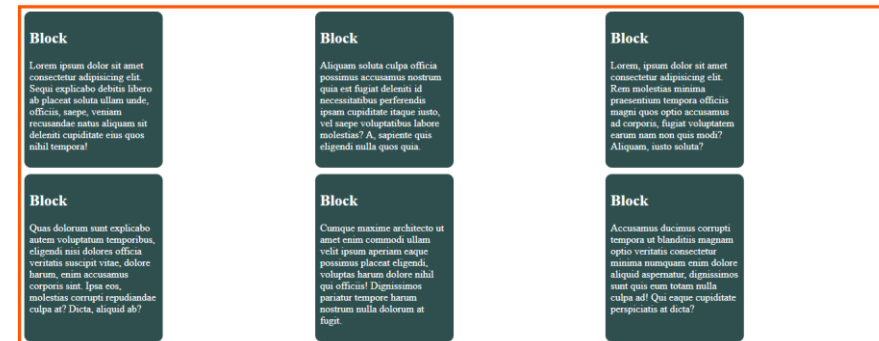 Block
Lorem ipsum dolor sit amet
consectetur adipisicing elit.
Sequi explicabo debitis libero
ab placeat soluta ullam unde,
officiis, saepe, veniam
recusandae natus aliquam sit
deleniti cupiditate eius quos
nihil tempora!
Block
Aliquam soluta culpa officia
possimus accusamus nostrum
quia est fugiat deleniti id
necessitatibus perferendis
ipsam cupiditate itaque iusto,
vel saepe voluptatibus labore
molestias? A, sapiente quis
eligendi nulla quos quia.
Block
Lorem, ipsum dolor sit amet
consectetur adipisicing elit.
Rem molestias minima
praesentium tempora officiis
magni quos optio accusamus
ad corporis, fugiat voluptatem
earum nam non quis modi?
Aliquam, iusto soluta?
Block
Quas dolorum sunt explicabo
autem voluptatum temporibus,
eligendi nisi dolores officia
veritatis suscipit vitae, dolore
harum, enim accusamus
corporis sint. Ipsa eos,
molestias corrupti repudiandae
culpa at? Dicta, aliquid ab?
Block
Cumque maxime architecto ut
amet enim commodi ullam
velit ipsum aperiam eaque
possimus placeat eligendi,
voluptas harum dolore nihil
qui officiis! Dignissimos
pariatur tempore harum
nostrum nulla dolorum at
fugit.
Block
Accusamus ducimus corrupti
tempora ut blanditiis magnam
optio veritatis consectetur
minima numquam enim dolore
aliquid aspernatur, dignissimos
sunt quis eum totam nulla
culpa ad! Qui eaque cupiditate
perspiciatis at dicta?